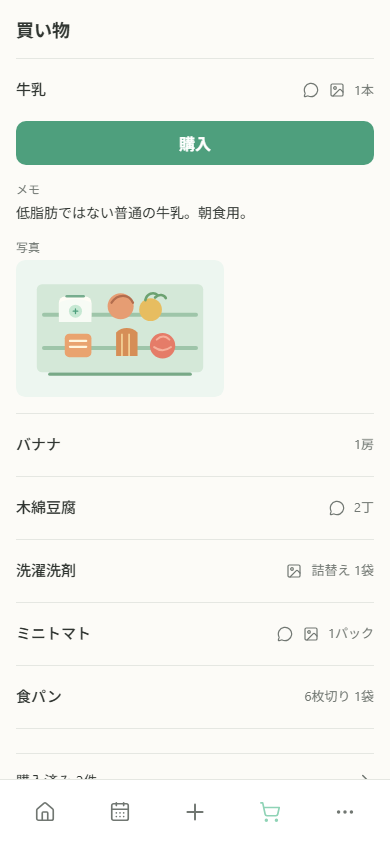 買い物
牛乳 1本
購入
メモ
低脂肪ではない普通の牛乳。朝食用。
写真
バナナ 1房
木綿豆腐 2丁
洗濯洗剤 詰替え 1袋
ミニトマト 1パック
食パン 6枚切り 1袋